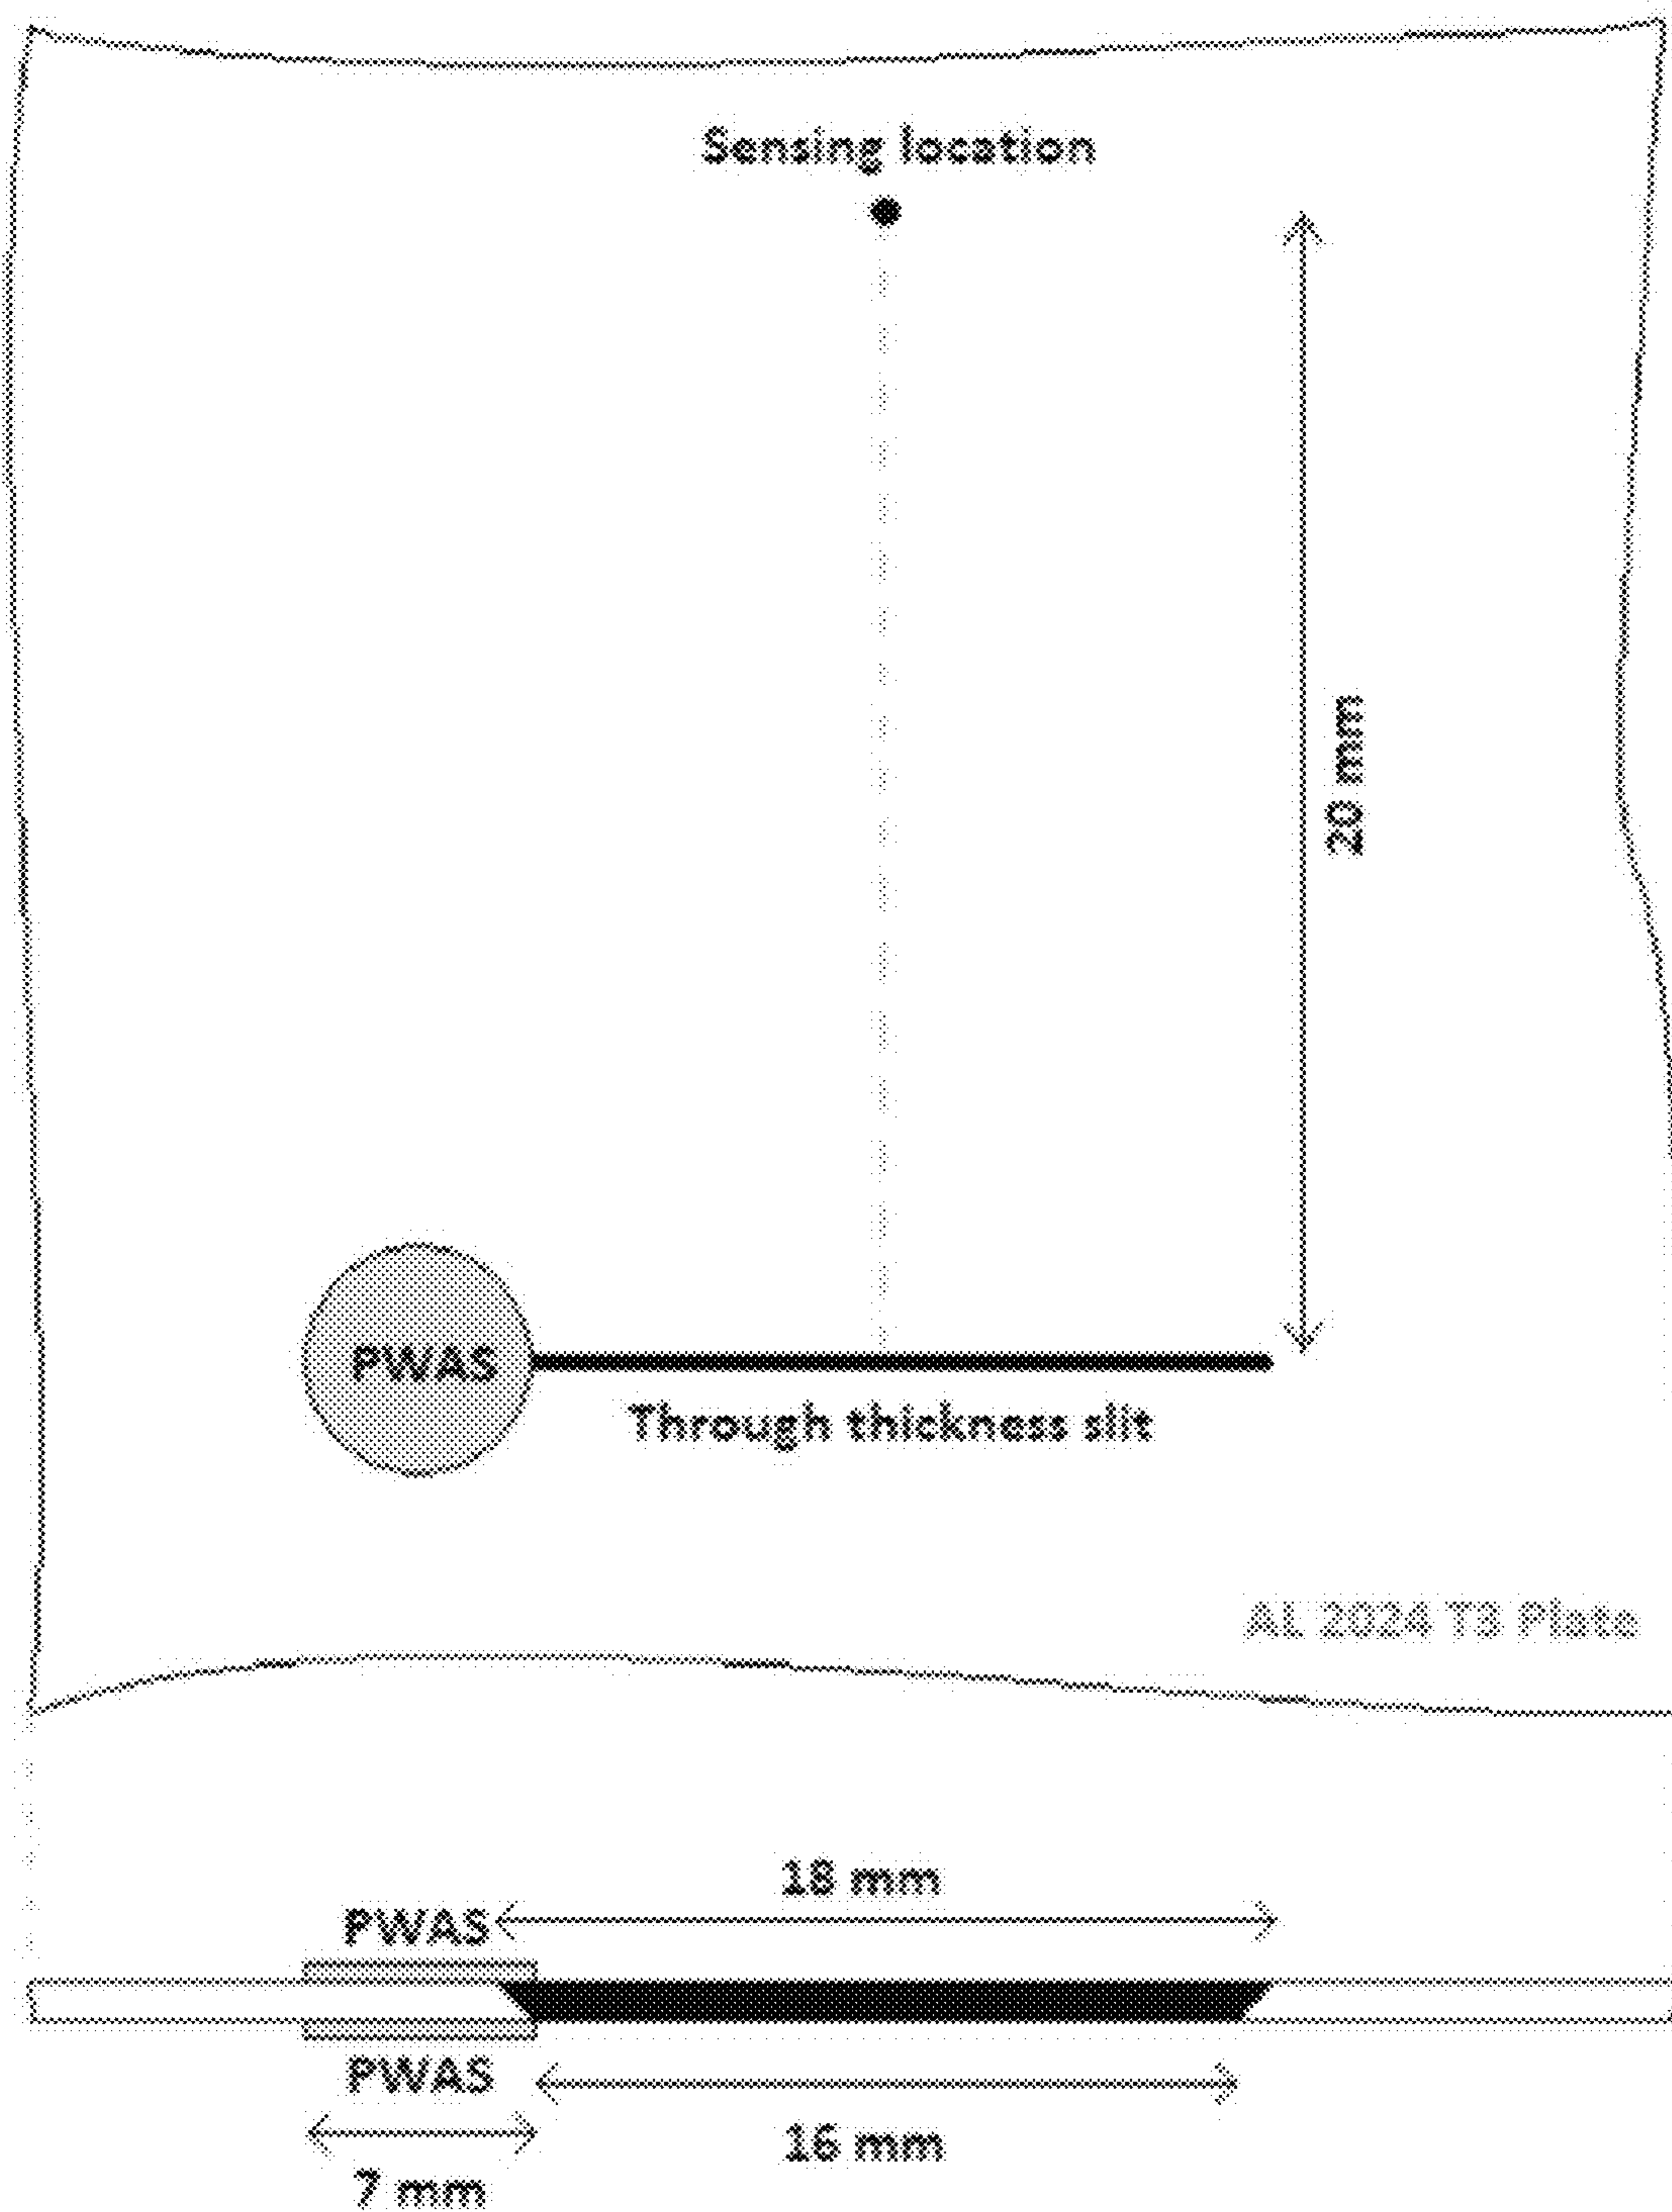 Sensing location
20 mm
PWAS
Through thickness slit
AL 2024 T3 Plate
18 mm
PWAS
PWAS
16 mm
7 mm